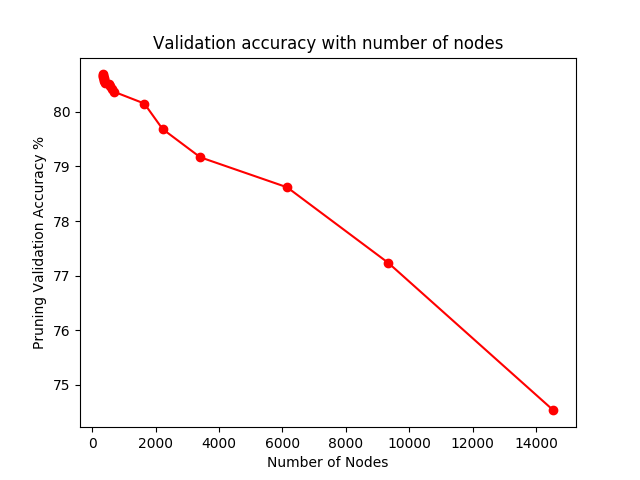 Validation accuracy with number of nodes
Pruning Validation Accuracy %
80
79
78
77
76
75
0 2000 4000 6000 8000 10000 12000 14000
Number of Nodes